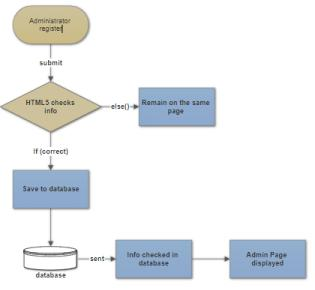 Administrator
register
submit
HTML5 checks
info
else()
Remain on the same
page
If (correct)
Save to database
database
sent
Info checked in
database
Admin Page
displayed